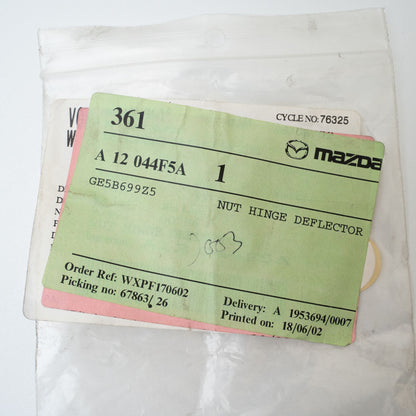 361
CYCLE NO: 76325
mazda
A 12 044F5A 1
GE5B699Z5
NUT HINGE DEFLECTOR
Order Ref: WXPF170602
Picking no: 67863/ 26
Delivery: A 1953694/0007
Printed on: 18/06/02